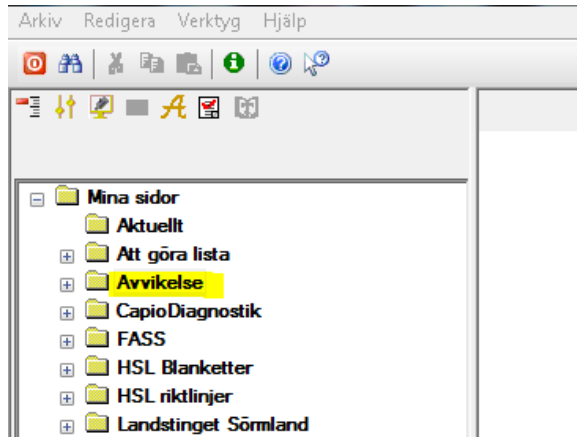 Arkiv Redigera Verktyg Hjälp
Mina sidor
Aktuellt
Att göra lista
Avvikelse
CapioDiagnostik
FASS
HSL Blanketter
HSL riktlinjer
Landstinget Sörmland